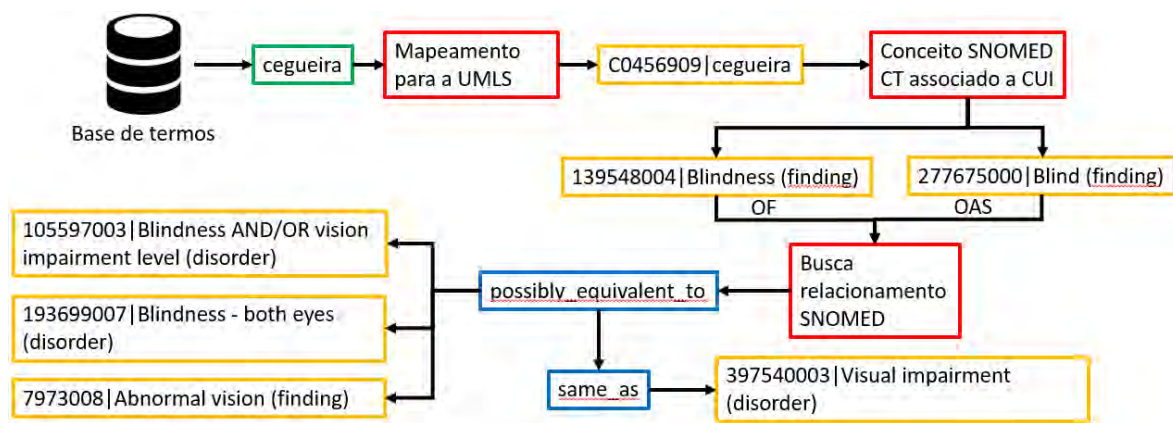 Base de termos
cegueira
Mapeamento
para a UMLS
C0456909|cegueira
Conceito SNOMED
CT associado a CUI
139548004|Blindness (finding)
277675000|Blind (finding)
OF
OAS
Busca
relacionamento
SNOMED
possibly_equivalent_to
105597003|Blindness AND/OR vision
impairment level (disorder)
193699007|Blindness - both eyes
(disorder)
7973008|Abnormal vision (finding)
same_as
397540003|Visual impairment
(disorder)